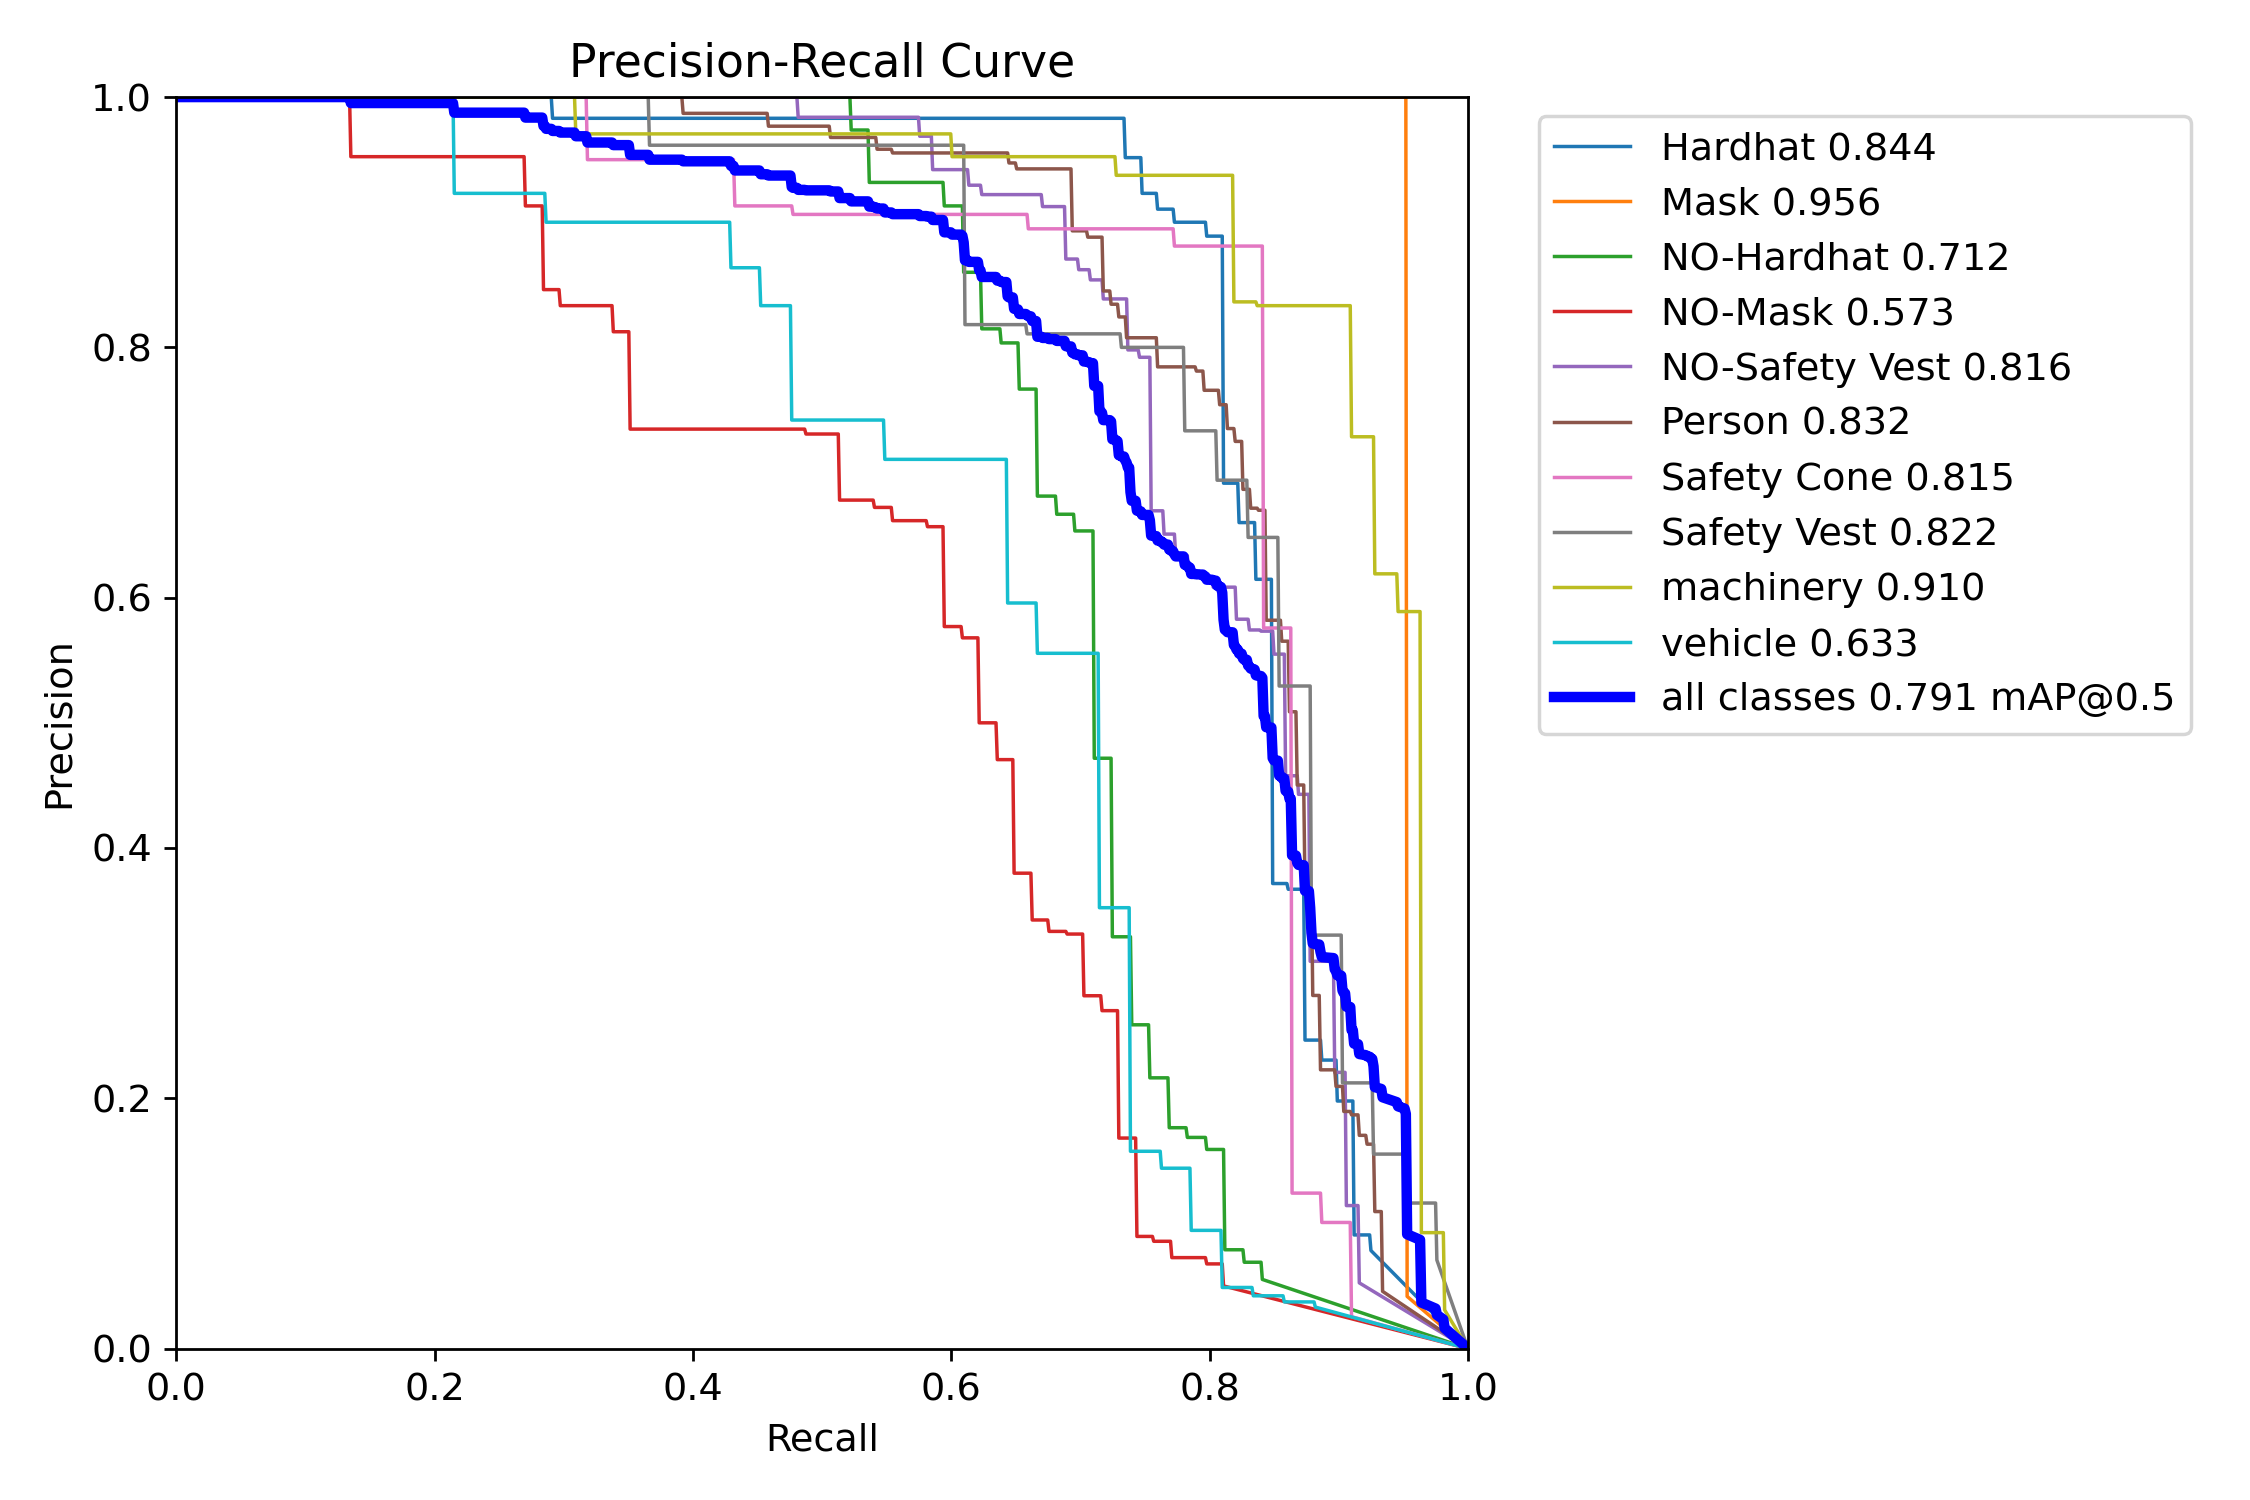 Precision-Recall Curve
1.0
0.8
0.6
0.4
0.2
0.0
Precision
0.0 0.2 0.4 0.6 0.8 1.0
Recall
Hardhat 0.844
Mask 0.956
NO-Hardhat 0.712
NO-Mask 0.573
NO-Safety Vest 0.816
Person 0.832
Safety Cone 0.815
Safety Vest 0.822
machinery 0.910
vehicle 0.633
all classes 0.791 mAP@0.5